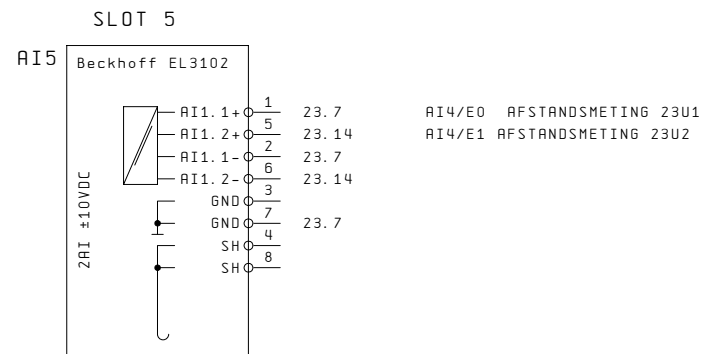 SLOT 5
AI5
Beckhoff EL3102
AI1.1+ 1 23.7 AI4/E0 AFSTANDSMETING 23U1
AI1.2+ 5 23.14 AI4/E1 AFSTANDSMETING 23U2
AI1.1- 2 23.7
AI1.2- 6 23.14
GND 3
GND 7 23.7
SH 4
SH 8
2AI ±10VDC